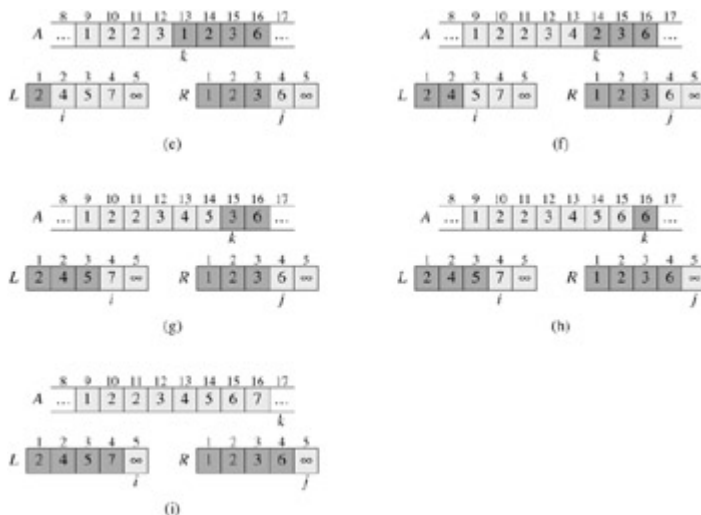 8 9 10 11 12 13 14 15 16 17
A ... 1 2 2 3 1 2 3 6 ...
k
1 2 3 4 5
L 2 4 5 7 ∞
i
1 2 3 4 5
R 1 2 3 6 ∞
j
(e)
8 9 10 11 12 13 14 15 16 17
A ... 1 2 2 3 4 2 3 6 ...
k
1 2 3 4 5
L 2 4 5 7 ∞
i
1 2 3 4 5
R 1 2 3 6 ∞
j
(f)
8 9 10 11 12 13 14 15 16 17
A ... 1 2 2 3 4 5 3 6 ...
k
1 2 3 4 5
L 2 4 5 7 ∞
i
1 2 3 4 5
R 1 2 3 6 ∞
j
(g)
8 9 10 11 12 13 14 15 16 17
A ... 1 2 2 3 4 5 6 6 ...
k
1 2 3 4 5
L 2 4 5 7 ∞
i
1 2 3 4 5
R 1 2 3 6 ∞
j
(h)
8 9 10 11 12 13 14 15 16 17
A ... 1 2 2 3 4 5 6 7 ...
k
1 2 3 4 5
L 2 4 5 7 ∞
i
1 2 3 4 5
R 1 2 3 6 ∞
j
(i)